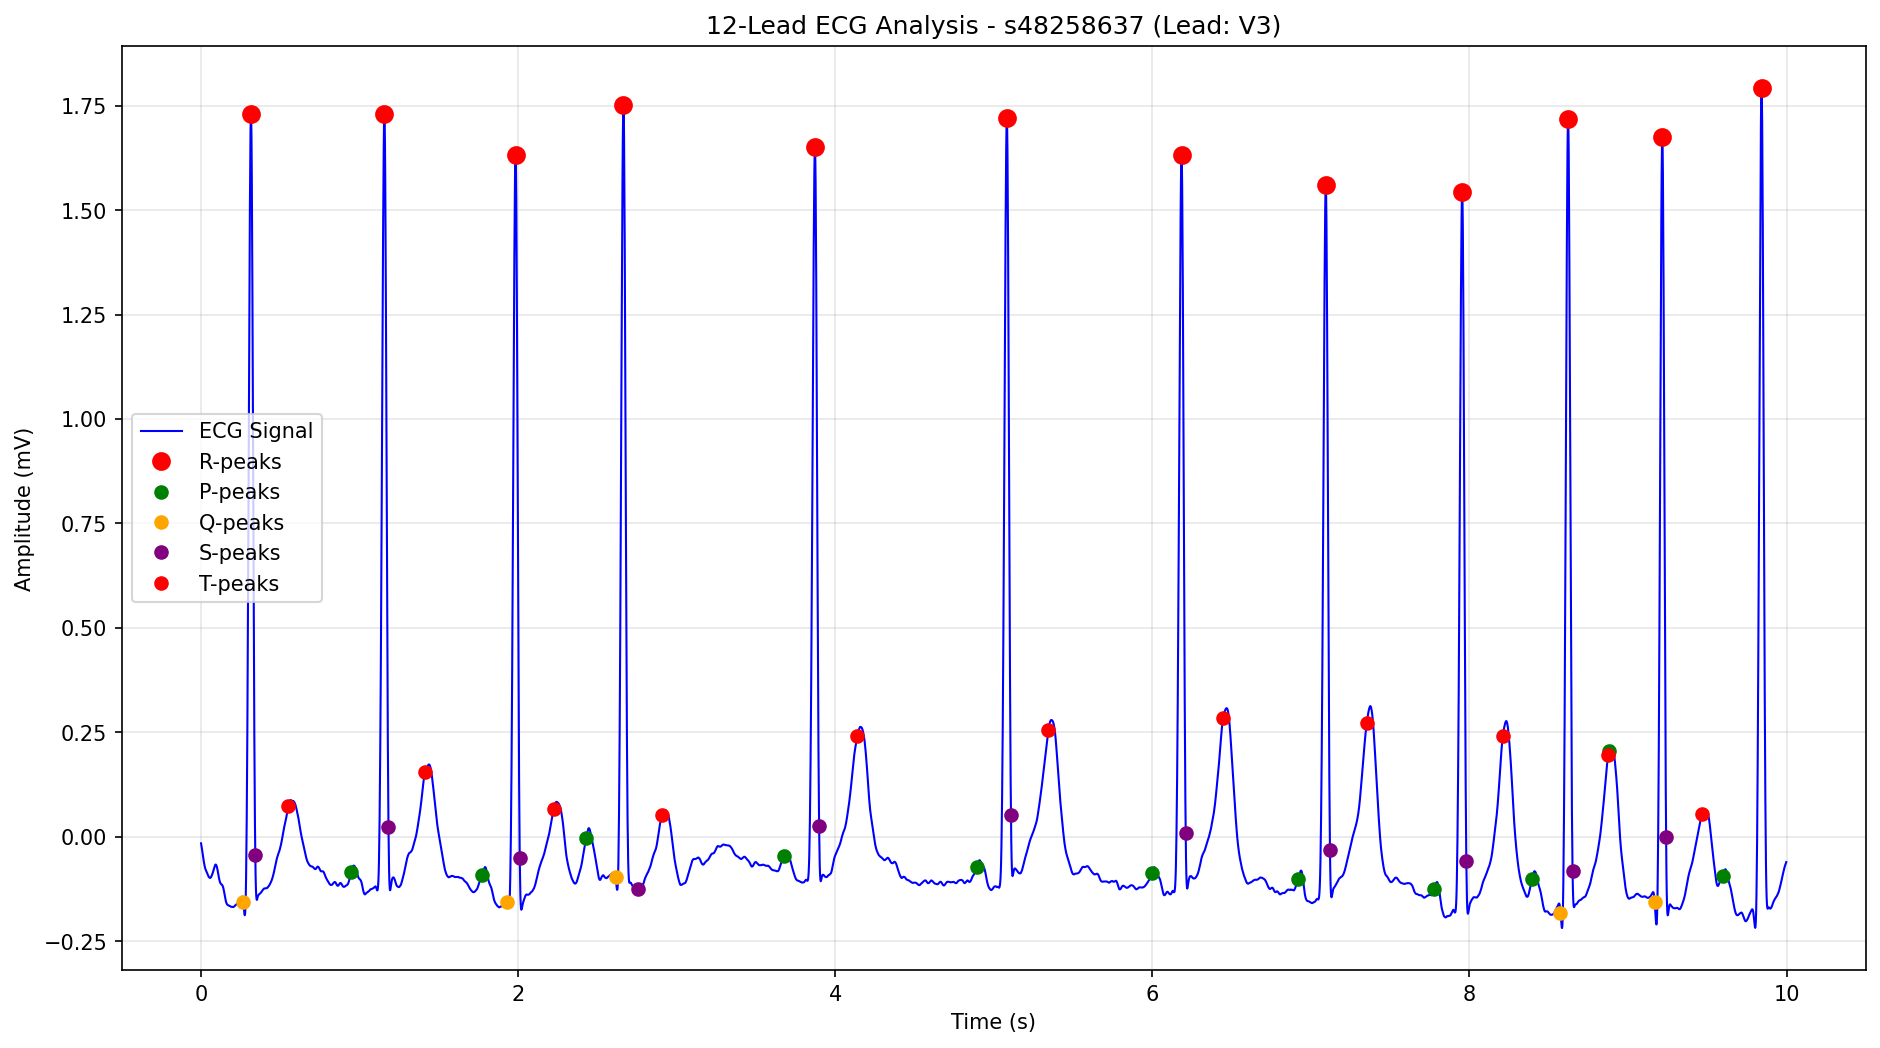 12-Lead ECG Analysis - s48258637 (Lead: V3)
1.75
1.50
1.25
1.00
0.75
0.50
0.25
0.00
−0.25
Amplitude (mV)
ECG Signal
R-peaks
P-peaks
Q-peaks
S-peaks
T-peaks
0 2 4 6 8 10
Time (s)